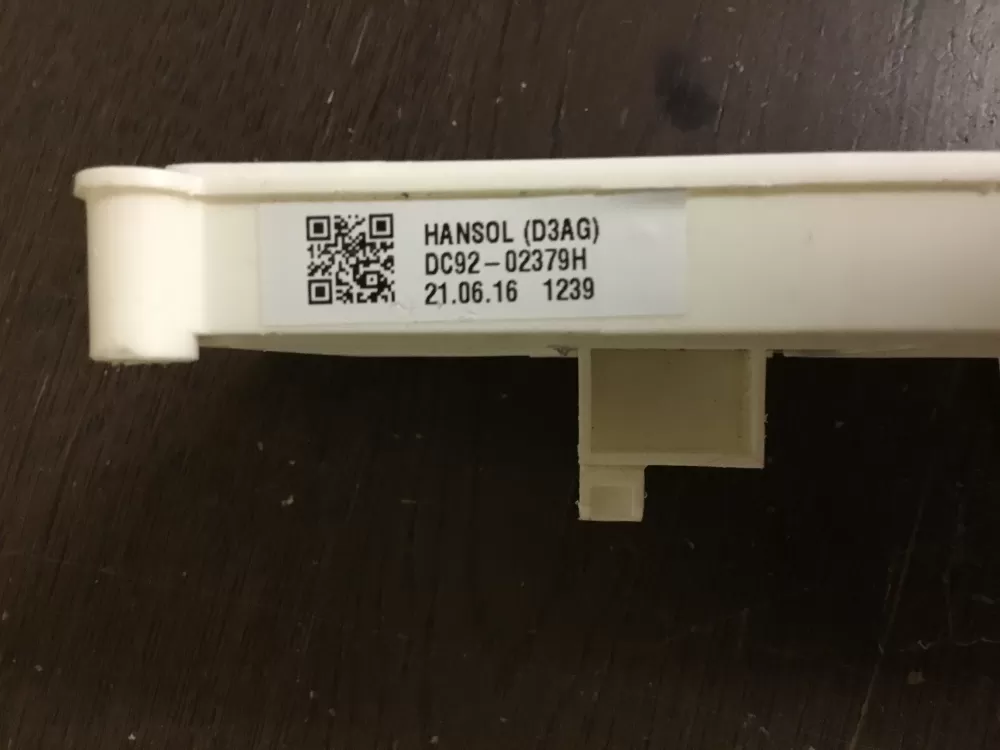 HANSOL (D3AG)
DC92-02379H
21.06.16 1239